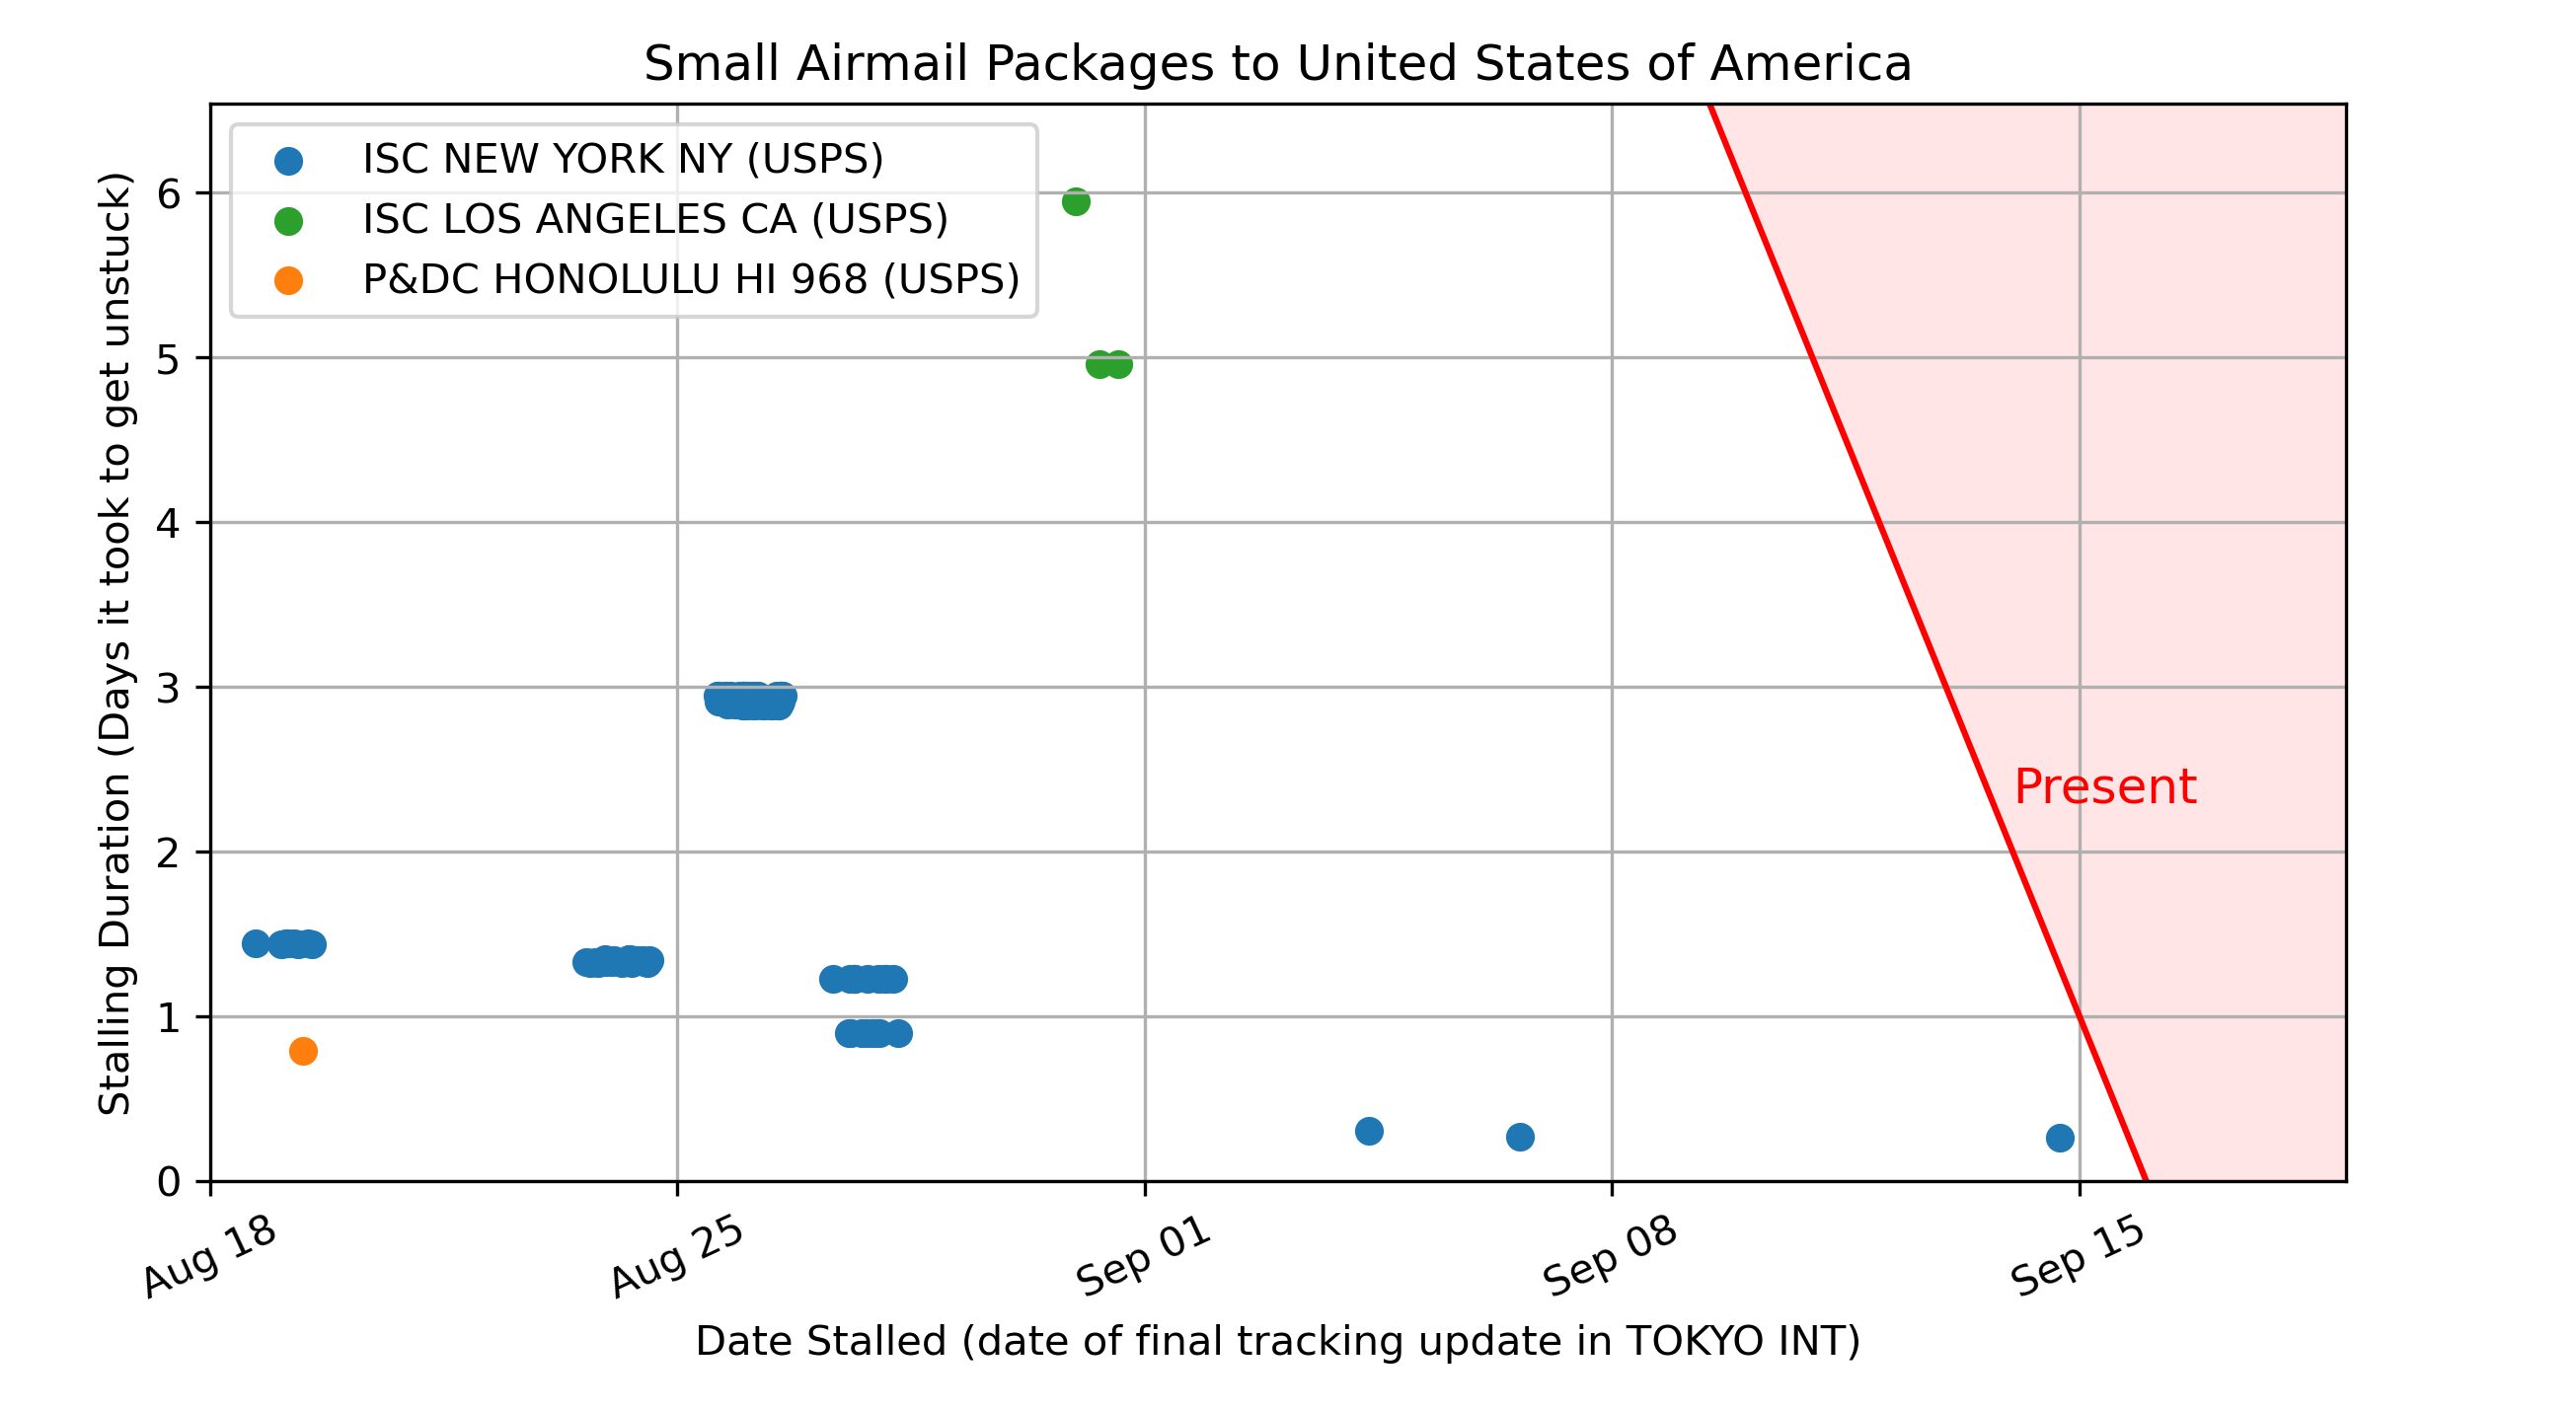 Small Airmail Packages to United States of America
ISC NEW YORK NY (USPS)
ISC LOS ANGELES CA (USPS)
P&DC HONOLULU HI 968 (USPS)
Stalling Duration (Days it took to get unstuck)
6
5
4
3
2
1
0
Present
Aug 18
Aug 25
Sep 01
Sep 08
Sep 15
Date Stalled (date of final tracking update in TOKYO INT)